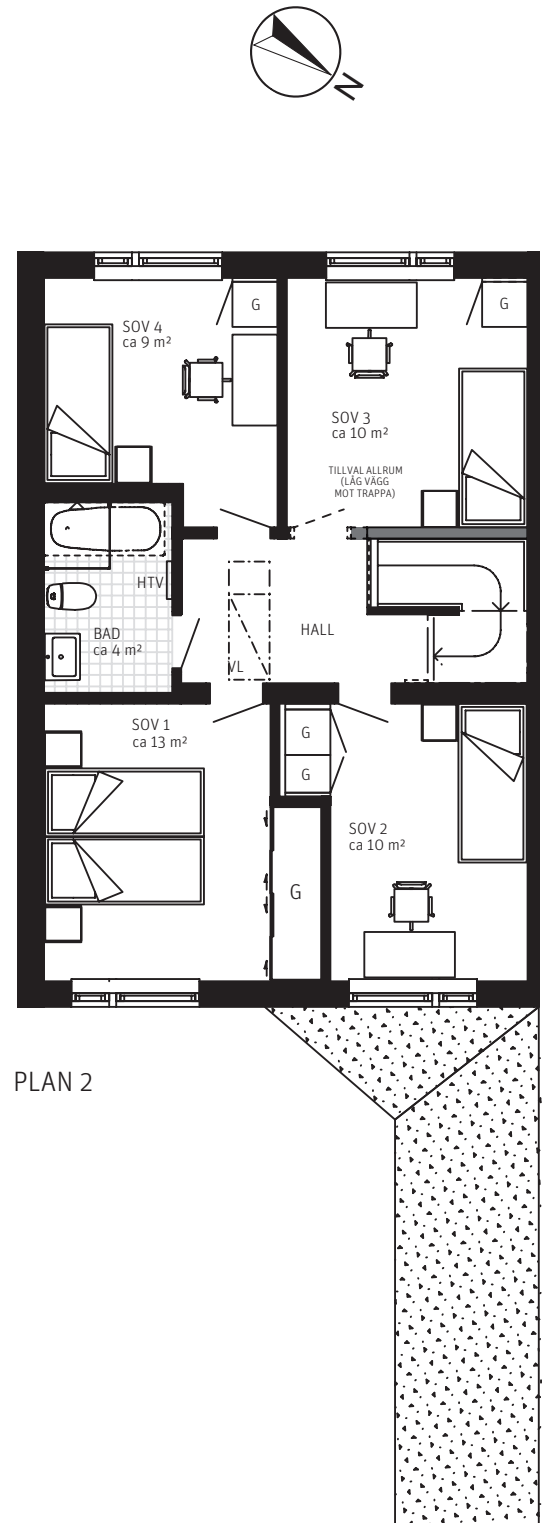 N
G
G
SOV 4
ca 9 m²
SOV 3
ca 10 m²
TILLVAL ALLRUM
(LÅG VÄGG
MOT TRAPPA)
HTV
BAD
ca 4 m²
HALL
VL
SOV 1
ca 13 m²
G
G
SOV 2
ca 10 m²
G
PLAN 2